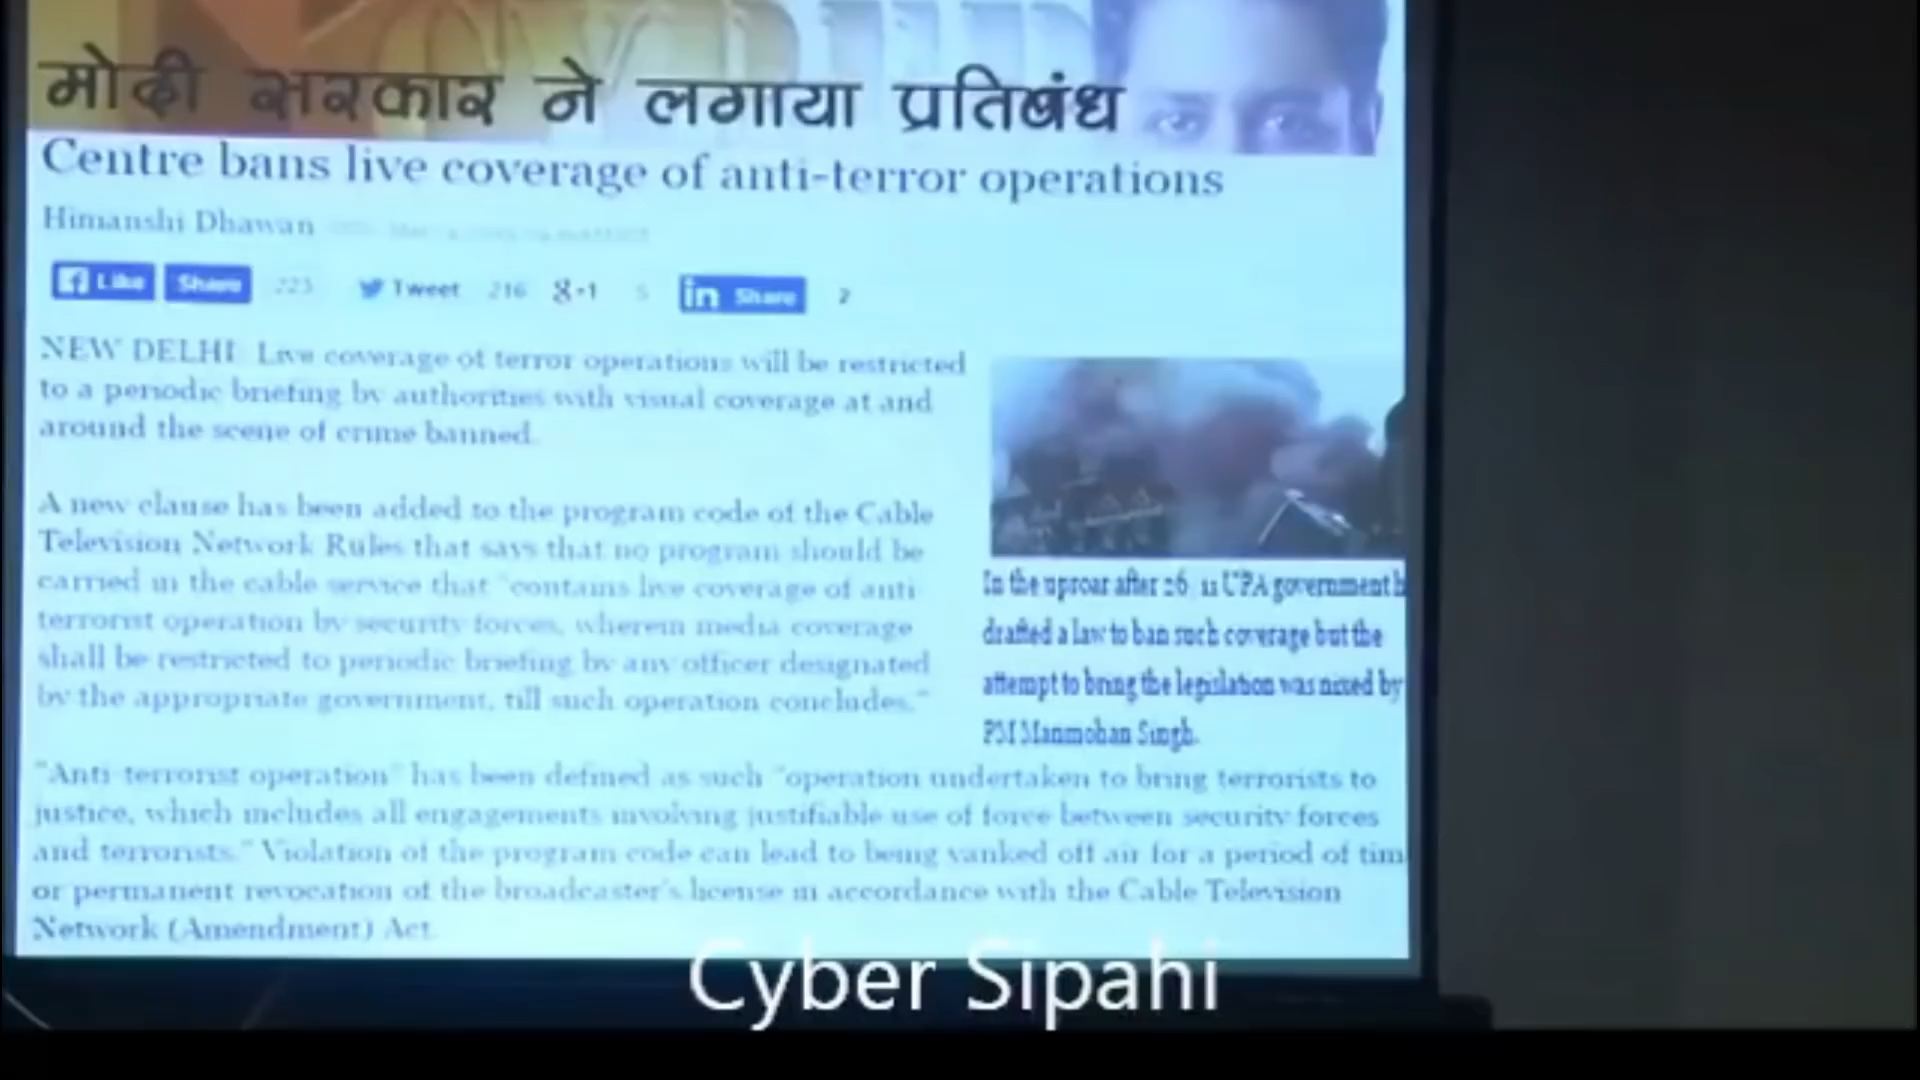 मोदी सरकार ने लगाया प्रतिबंध
Centre bans live coverage of anti-terror operations
Himanshi Dhawan
Like Share 223 Tweet 216 g+1 5 in Share 2
NEW DELHI: Live coverage of terror operations will be restricted
to a periodic briefing by authorities with visual coverage at and
around the scene of crime banned.
A new clause has been added to the program code of the Cable
Television Network Rules that says that no program should be
carried in the cable service that "contains live coverage of anti-
terrorist operation by security forces, wherein media coverage
shall be restricted to periodic briefing by any officer designated
by the appropriate government, till such operation concludes."
In the uproar after 26/11 UPA government h
drafted a law to ban such coverage but the
attempt to bring the legislation was nixed by
PM Manmohan Singh.
"Anti-terrorist operation" has been defined as such "operation undertaken to bring terrorists to
justice, which includes all engagements involving justifiable use of force between security forces
and terrorists." Violation of the program code can lead to being yanked off air for a period of tim
or permanent revocation of the broadcaster's license in accordance with the Cable Television
Network (Amendment) Act.
Cyber Sipahi